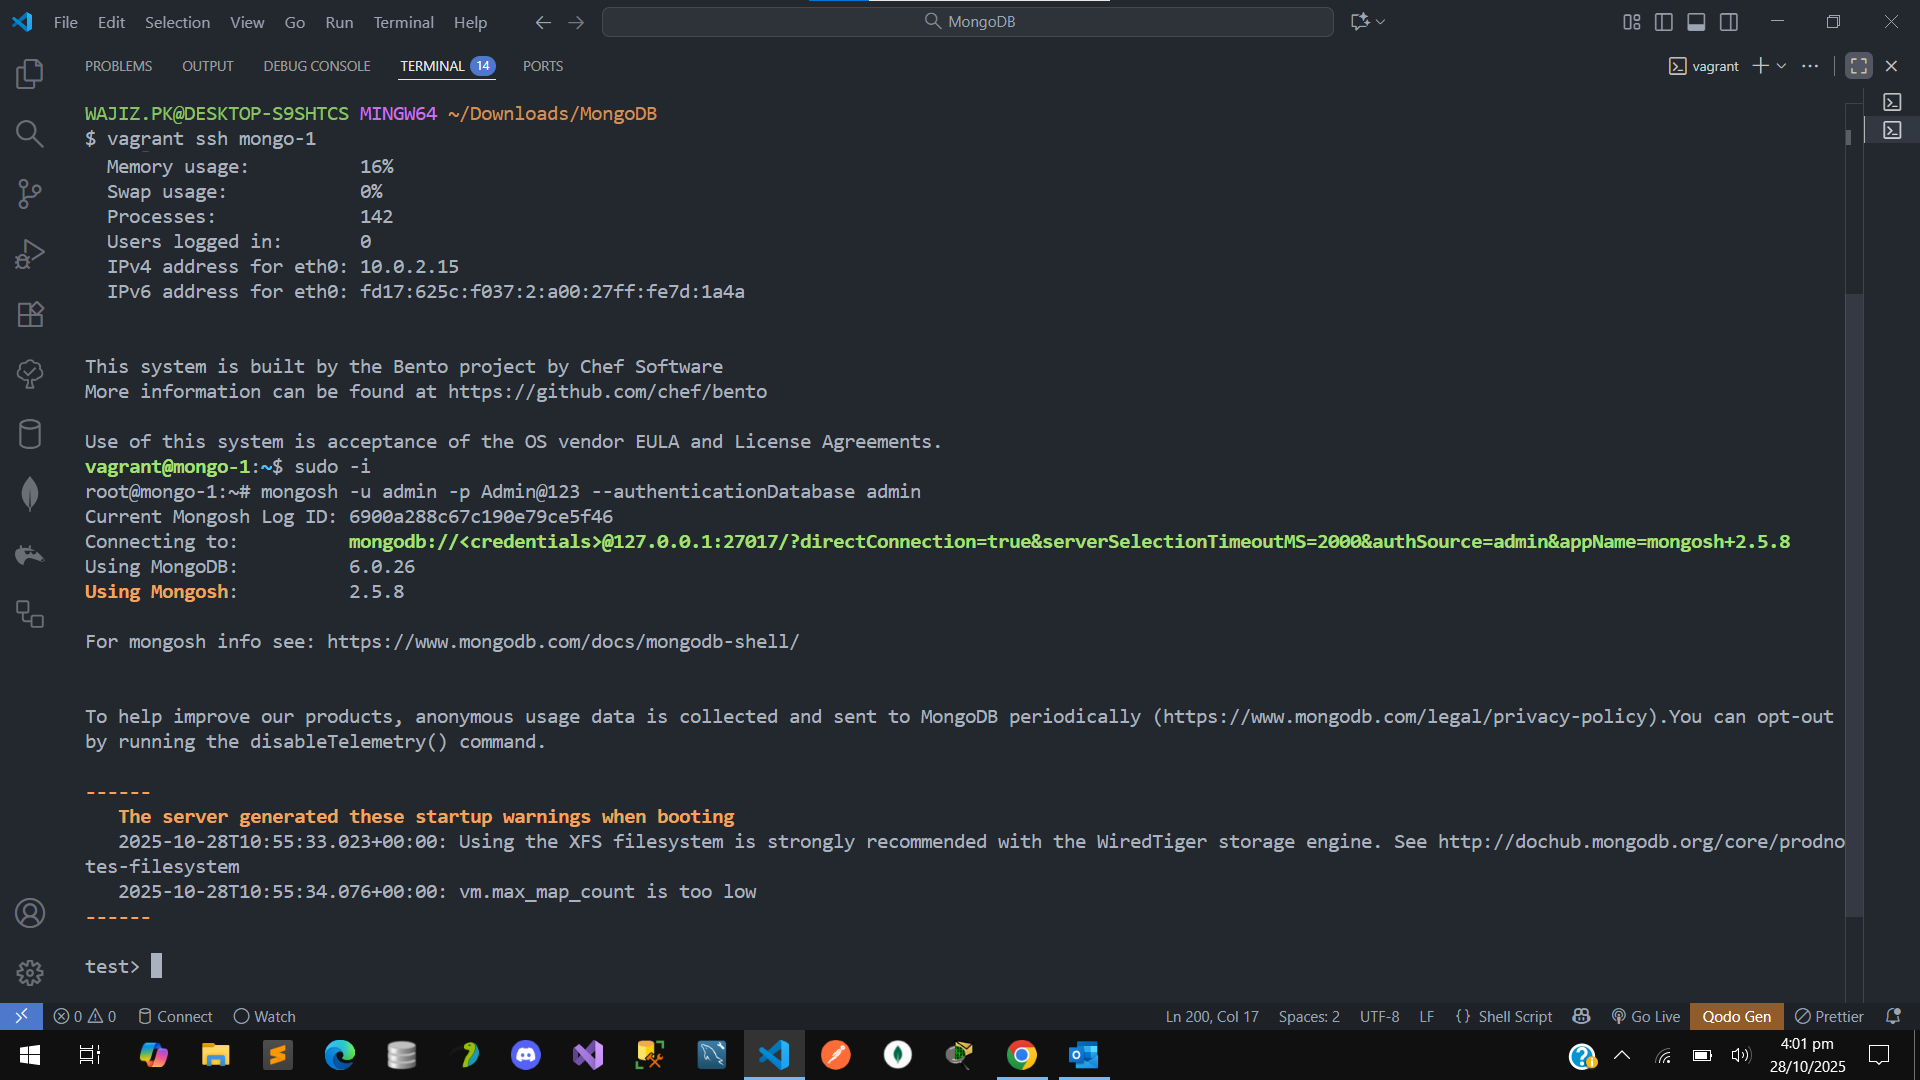 File Edit Selection View Go Run Terminal Help
MongoDB
PROBLEMS OUTPUT DEBUG CONSOLE TERMINAL 14 PORTS
vagrant
WAJIZ.PK@DESKTOP-S9SHTCS MINGW64 ~/Downloads/MongoDB
$ vagrant ssh mongo-1
Memory usage: 16%
Swap usage: 0%
Processes: 142
Users logged in: 0
IPv4 address for eth0: 10.0.2.15
IPv6 address for eth0: fd17:625c:f037:2:a00:27ff:fe7d:1a4a
This system is built by the Bento project by Chef Software
More information can be found at https://github.com/chef/bento
Use of this system is acceptance of the OS vendor EULA and License Agreements.
vagrant@mongo-1:~$ sudo -i
root@mongo-1:~# mongosh -u admin -p Admin@123 --authenticationDatabase admin
Current Mongosh Log ID: 6900a288c67c190e79ce5f46
Connecting to: mongodb://<credentials>@127.0.0.1:27017/?directConnection=true&serverSelectionTimeoutMS=2000&authSource=admin&appName=mongosh+2.5.8
Using MongoDB: 6.0.26
Using Mongosh: 2.5.8
For mongosh info see: https://www.mongodb.com/docs/mongodb-shell/
To help improve our products, anonymous usage data is collected and sent to MongoDB periodically (https://www.mongodb.com/legal/privacy-policy).You can opt-out
by running the disableTelemetry() command.
------
The server generated these startup warnings when booting
2025-10-28T10:55:33.023+00:00: Using the XFS filesystem is strongly recommended with the WiredTiger storage engine. See http://dochub.mongodb.org/core/prodno
tes-filesystem
2025-10-28T10:55:34.076+00:00: vm.max_map_count is too low
------
test>
0 0 Connect Watch Ln 200, Col 17 Spaces: 2 UTF-8 LF {} Shell Script Go Live Qodo Gen Prettier
4:01 pm
28/10/2025